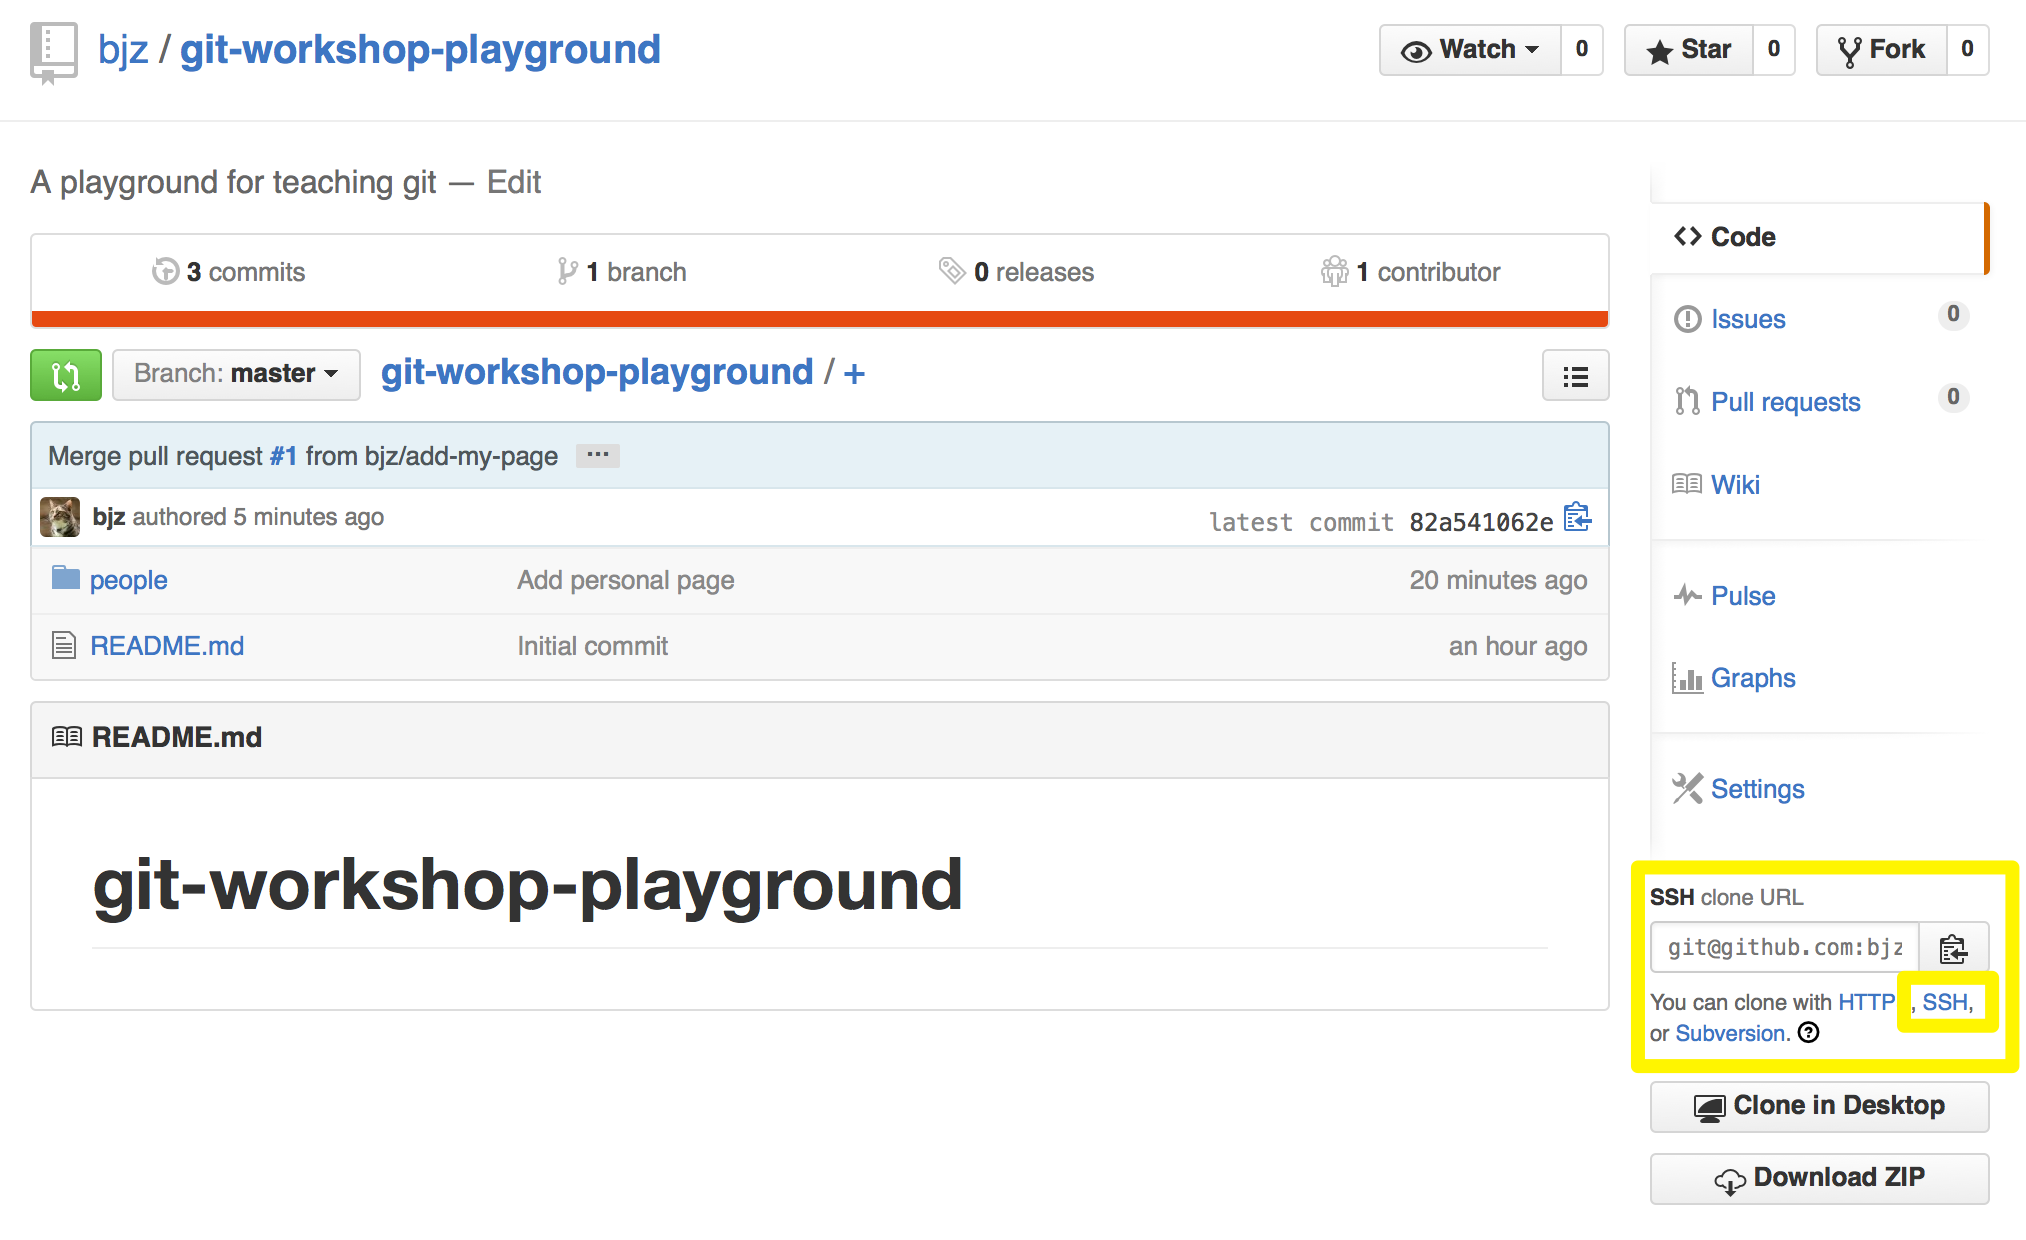 bjz / git-workshop-playground
Watch 0
Star 0
Fork 0
A playground for teaching git — Edit
3 commits
1 branch
0 releases
1 contributor
Branch: master
git-workshop-playground / +
Merge pull request #1 from bjz/add-my-page ...
bjz authored 5 minutes ago
latest commit 82a541062e
people Add personal page 20 minutes ago
README.md Initial commit an hour ago
README.md
git-workshop-playground
Code
Issues 0
Pull requests 0
Wiki
Pulse
Graphs
Settings
SSH clone URL
git@github.com:bjz
You can clone with HTTP , SSH,
or Subversion.
Clone in Desktop
Download ZIP